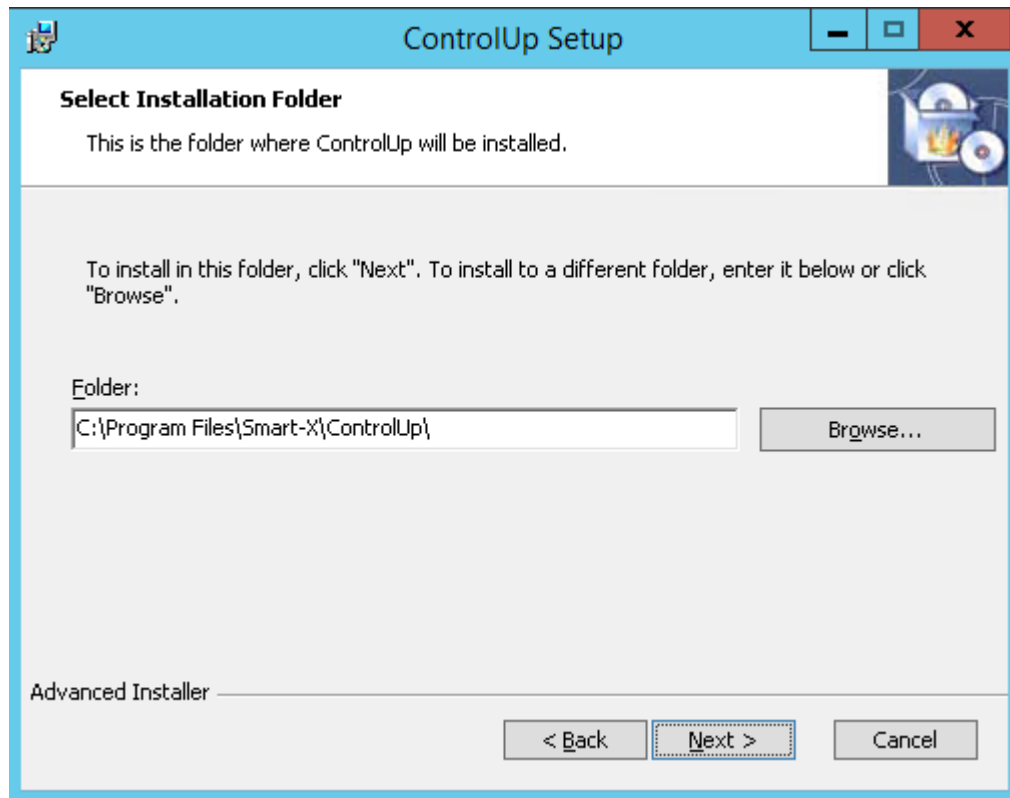 ControlUp Setup
Select Installation Folder
This is the folder where ControlUp will be installed.
To install in this folder, click "Next". To install to a different folder, enter it below or click
"Browse".
Folder:
C:\Program Files\Smart-X\ControlUp\
Browse...
Advanced Installer
< Back
Next >
Cancel